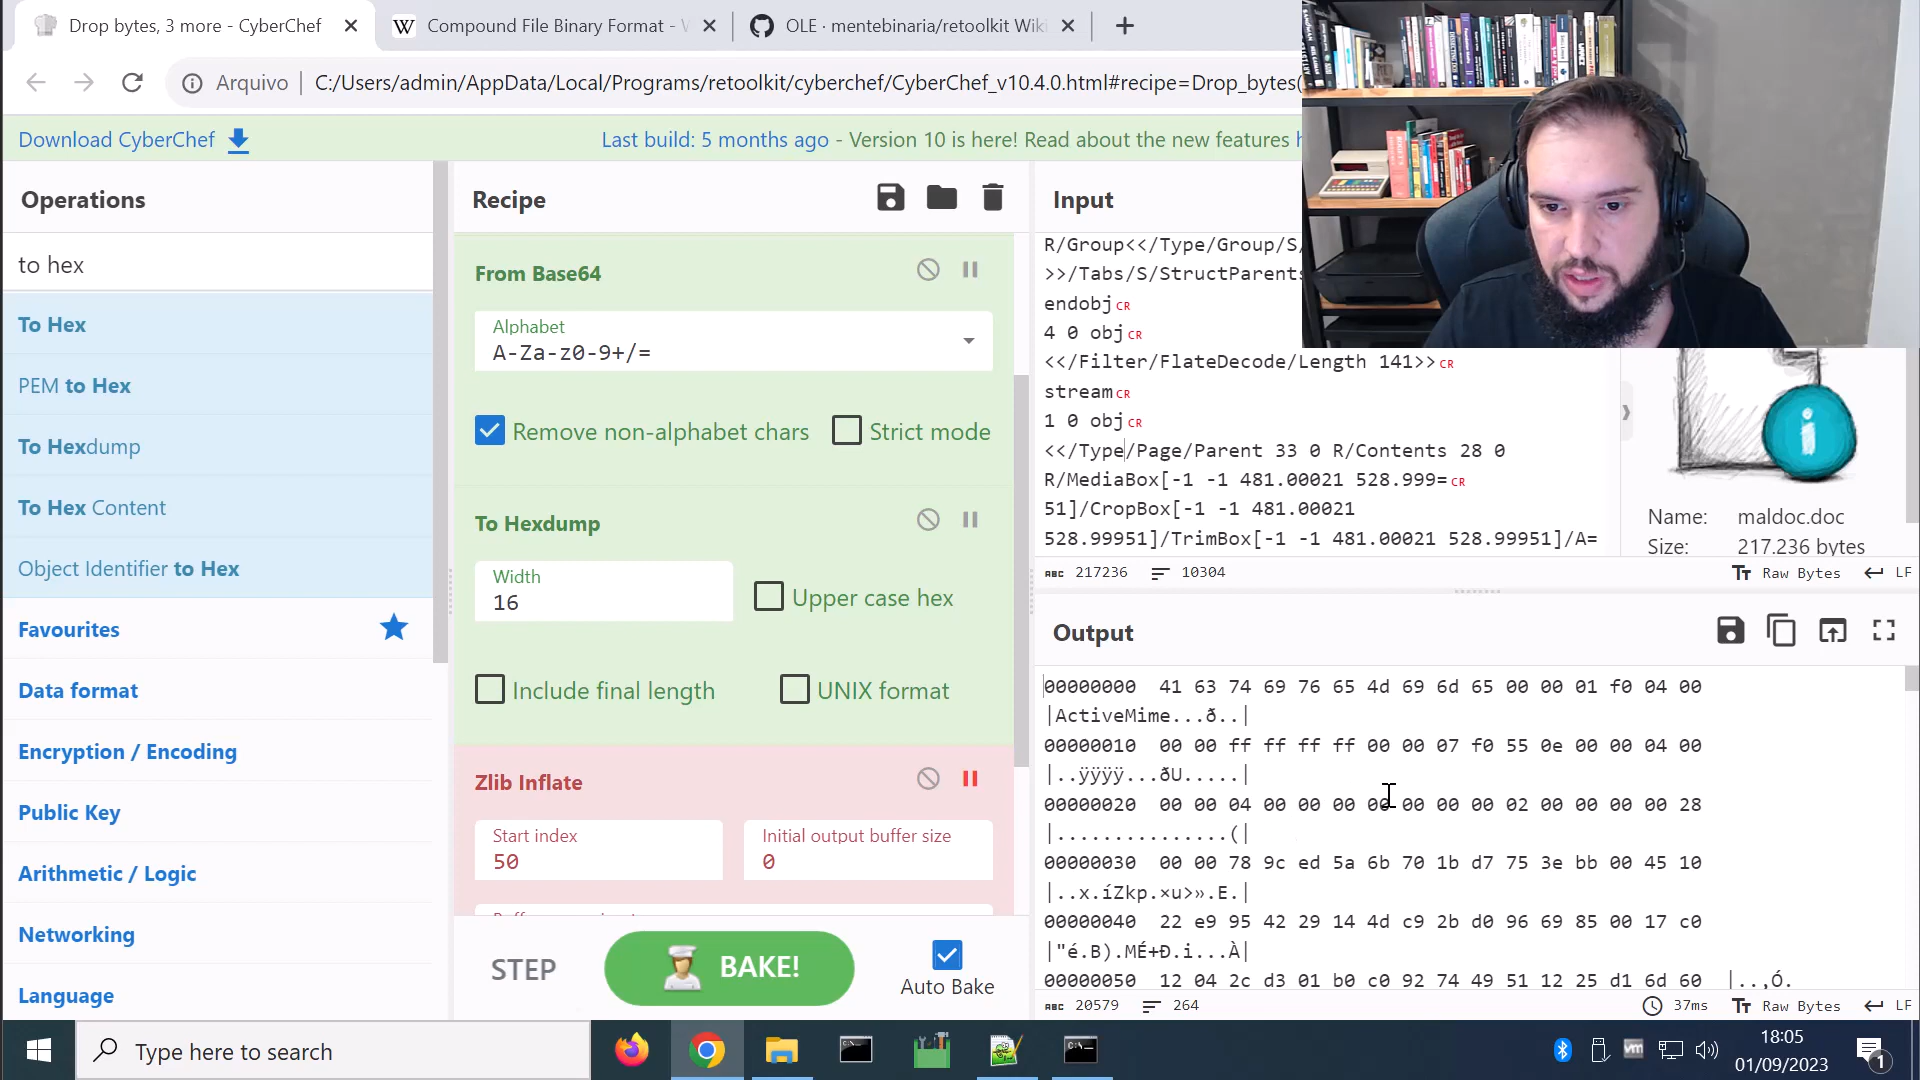 Drop bytes, 3 more - CyberChef
Compound File Binary Format -
OLE · mentebinaria/retoolkit Wiki
Arquivo
C:/Users/admin/AppData/Local/Programs/retoolkit/cyberchef/CyberChef_v10.4.0.html#recipe=Drop_bytes(
Download CyberChef
Last build: 5 months ago - Version 10 is here! Read about the new features
Operations
to hex
To Hex
PEM to Hex
To Hexdump
To Hex Content
Object Identifier to Hex
Favourites
Data format
Encryption / Encoding
Public Key
Arithmetic / Logic
Networking
Language
Recipe
From Base64
Alphabet
A-Za-z0-9+/=
Remove non-alphabet chars
Strict mode
To Hexdump
Width
16
Upper case hex
Include final length
UNIX format
Zlib Inflate
Start index
50
Initial output buffer size
0
STEP
BAKE!
Auto Bake
Input
R/Group<</Type/Group/S/
>>/Tabs/S/StructParents
endobjCR
4 0 objCR
<</Filter/FlateDecode/Length 141>>CR
streamCR
1 0 objCR
<</Type/Page/Parent 33 0 R/Contents 28 0
R/MediaBox[-1 -1 481.00021 528.999=CR
51]/CropBox[-1 -1 481.00021
528.99951]/TrimBox[-1 -1 481.00021 528.99951]/A=
Name: maldoc.doc
Size: 217.236 bytes
ABC 217236 10304
Raw Bytes LF
Output
00000000 41 63 74 69 76 65 4d 69 6d 65 00 00 01 f0 04 00
|ActiveMime...ð..|
00000010 00 00 ff ff ff ff 00 00 07 f0 55 0e 00 00 04 00
|..ÿÿÿÿ...ðU.....|
00000020 00 00 04 00 00 00 00 00 00 00 02 00 00 00 00 28
|...............(|
00000030 00 00 78 9c ed 5a 6b 70 1b d7 75 3e bb 00 45 10
|..x.íZkp.×u>».E.|
00000040 22 e9 95 42 29 14 4d c9 2b d0 96 69 85 00 17 c0
|"é.B).MÉ+Ð.i...À|
00000050 12 04 2c d3 01 b0 c0 92 74 49 51 12 25 d1 6d 60 |..,Ó.
ABC 20579 264
37ms Raw Bytes LF
Type here to search
18:05
01/09/2023
1